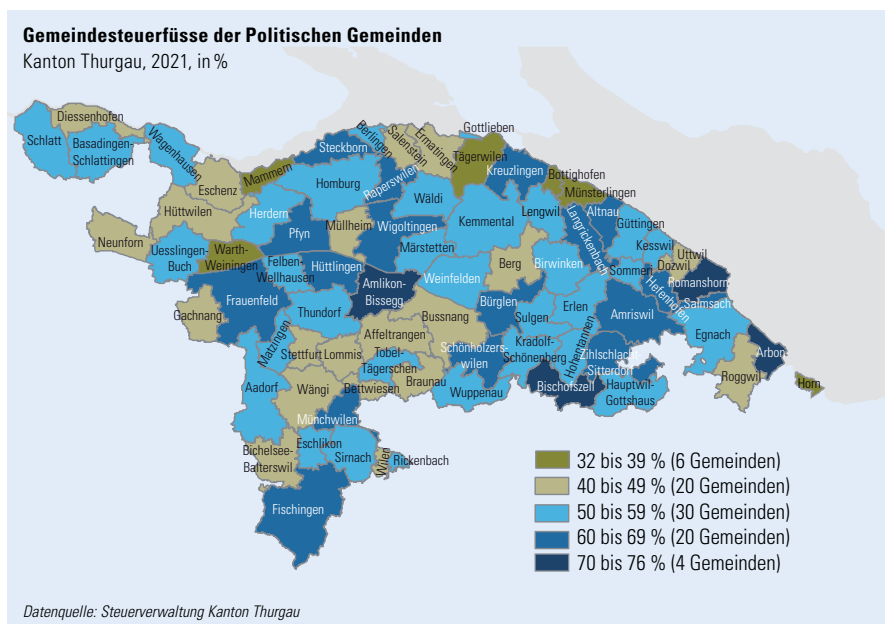 Gemeindesteuerfüsse der Politischen Gemeinden
Kanton Thurgau, 2021, in %
Diessenhofen
Schlatt
Basadingen-
Schlattingen
Wagenhausen
Eschenz
Mammern
Steckborn
Berlingen
Salenstein
Ermatingen
Gottlieben
Tägerwilen
Kreuzlingen
Bottighofen
Münsterlingen
Hüttwilen
Neunforn
Herdern
Homburg
Raperswilen
Wäldi
Kemmental
Lengwil
Langrickenbach
Altnau
Güttingen
Kesswil
Uttwil
Dozwil
Romanshorn
Sommeri
Hefenhofen
Salmsach
Uesslingen-
Buch
Warth-
Weiningen
Pfyn
Müllheim
Wigoltingen
Märstetten
Felben-
Wellhausen
Hüttlingen
Amlikon-
Bissegg
Weinfelden
Berg
Birwinken
Bürglen
Sulgen
Erlen
Amriswil
Egnach
Arbon
Horn
Roggwil
Gachnang
Frauenfeld
Matzingen
Thundorf
Stettfurt
Lommis
Affeltrangen
Bussnang
Tobel-
Tägerschen
Braunau
Bettwiesen
Schönholzers-
wilen
Kradolf-
Schönenberg
Hohentannen
Zihlschlacht-
Sitterdorf
Bischofszell
Hauptwil-
Gottshaus
Wuppenau
Aadorf
Wängi
Münchwilen
Bichelsee-
Balterswil
Eschlikon
Sirnach
Wilen
Rickenbach
Fischingen
32 bis 39 % (6 Gemeinden)
40 bis 49 % (20 Gemeinden)
50 bis 59 % (30 Gemeinden)
60 bis 69 % (20 Gemeinden)
70 bis 76 % (4 Gemeinden)
Datenquelle: Steuerverwaltung Kanton Thurgau